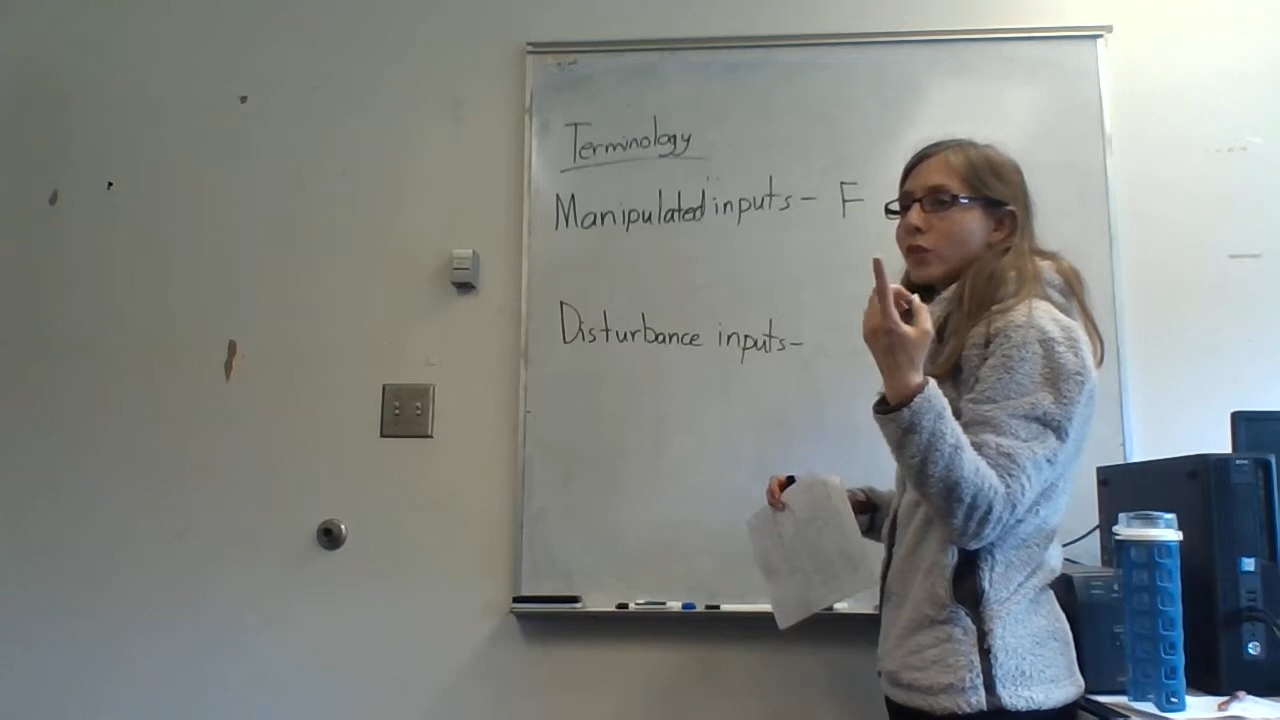 Terminology
Manipulated inputs - F
Disturbance inputs -